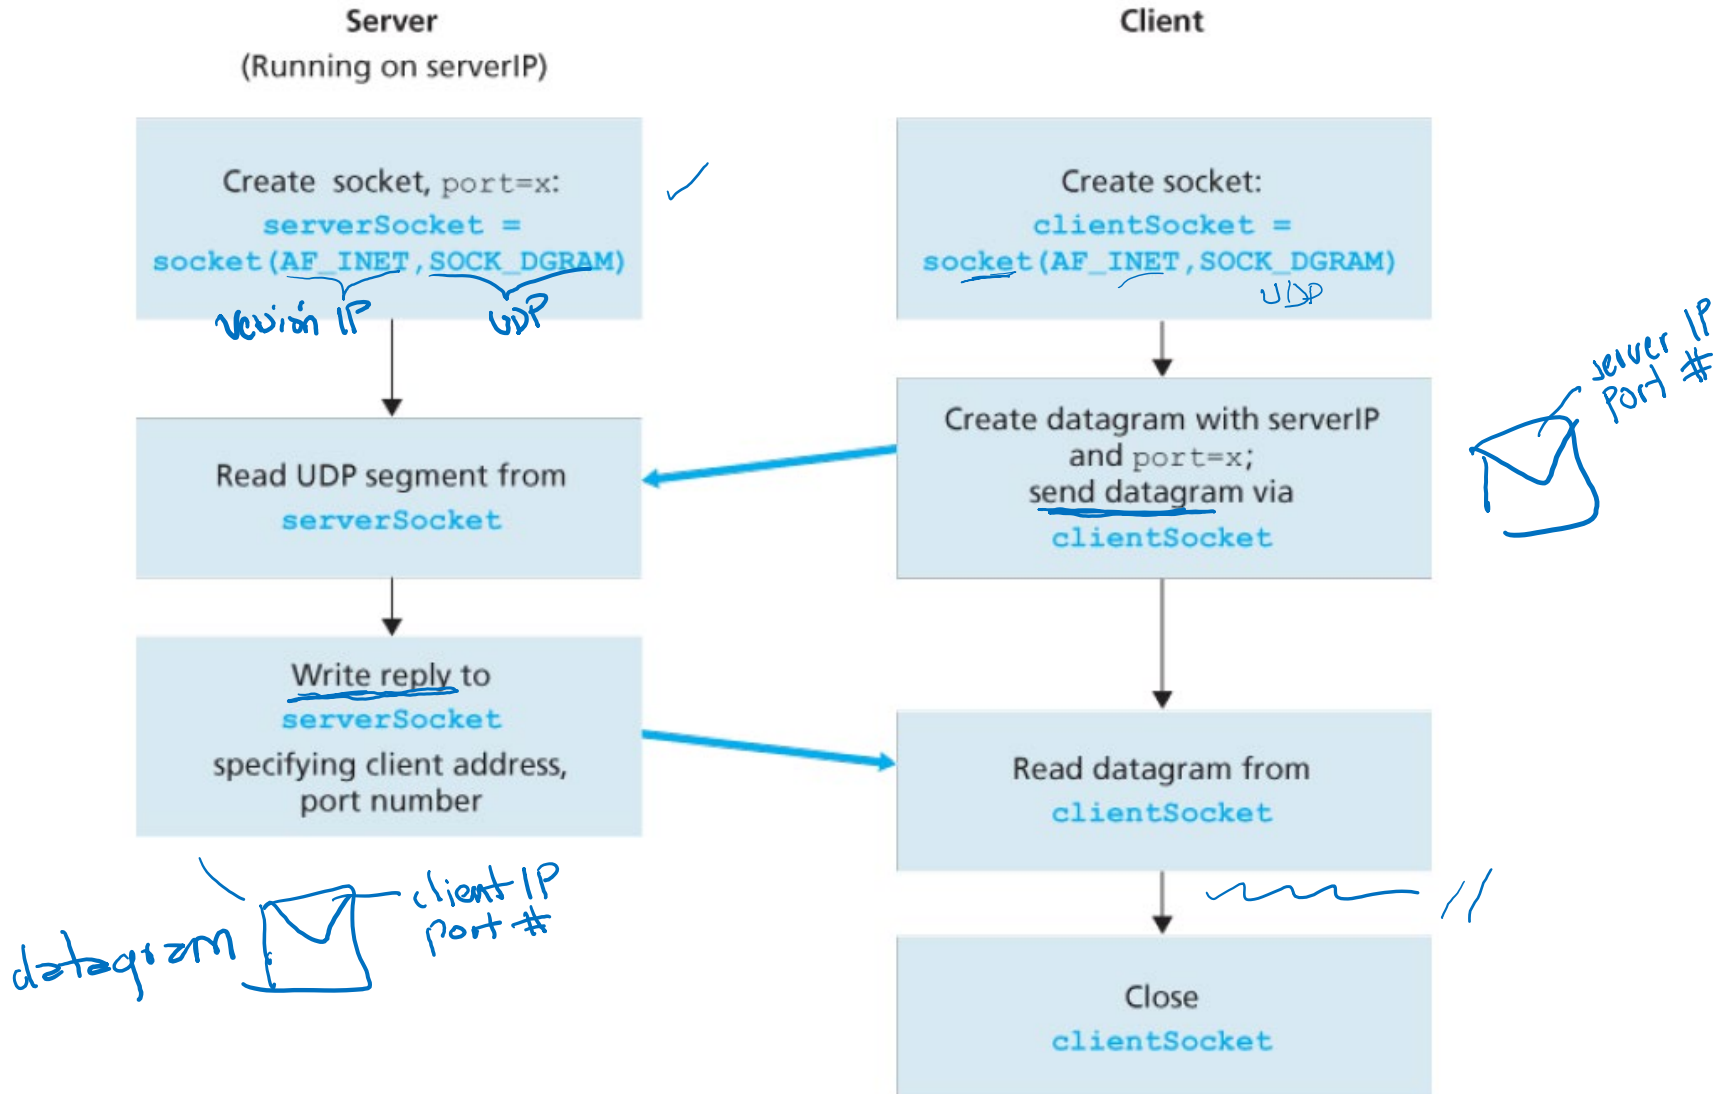 Server
(Running on serverIP)
Create socket, port=x:
serverSocket =
socket(AF_INET,SOCK_DGRAM)
versión IP
UDP
Read UDP segment from
serverSocket
Write reply to
serverSocket
specifying client address,
port number
datagram
client IP
port #
Client
Create socket:
clientSocket =
socket(AF_INET,SOCK_DGRAM)
UDP
Create datagram with serverIP
and port=x;
send datagram via
clientSocket
server IP
port #
Read datagram from
clientSocket
Close
clientSocket